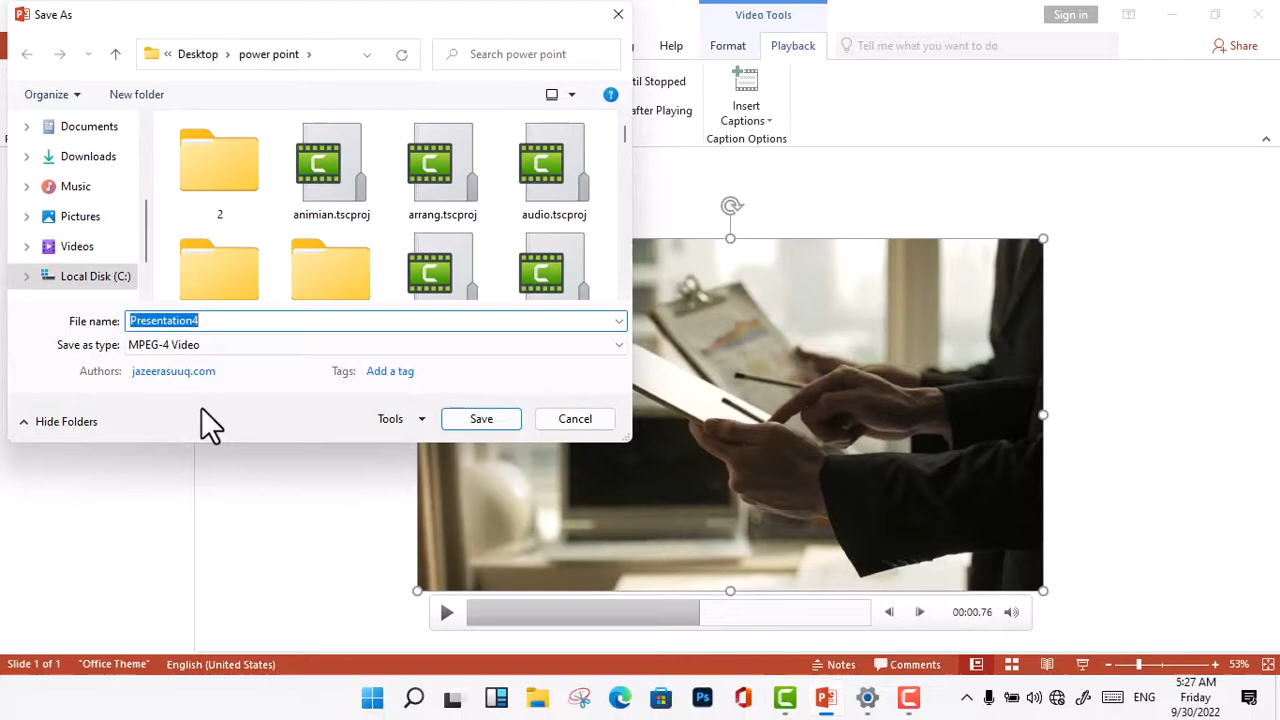 Save As
Video Tools
Sign in
Desktop
power point
Search power point
Help
Format
Playback
Tell me what you want to do
Share
Organize
New folder
til Stopped
after Playing
Insert
Captions
Caption Options
Documents
Downloads
Music
Pictures
Videos
Local Disk (C:)
2
animian.tscproj
arrang.tscproj
audio.tscproj
File name:
Presentation4
Save as type:
MPEG-4 Video
Authors:
jazeerasuuq.com
Tags:
Add a tag
Hide Folders
Tools
Save
Cancel
00:00.76
Slide 1 of 1
"Office Theme"
English (United States)
Notes
Comments
53%
Ps
ENG
5:27 AM
Friday
9/30/2022